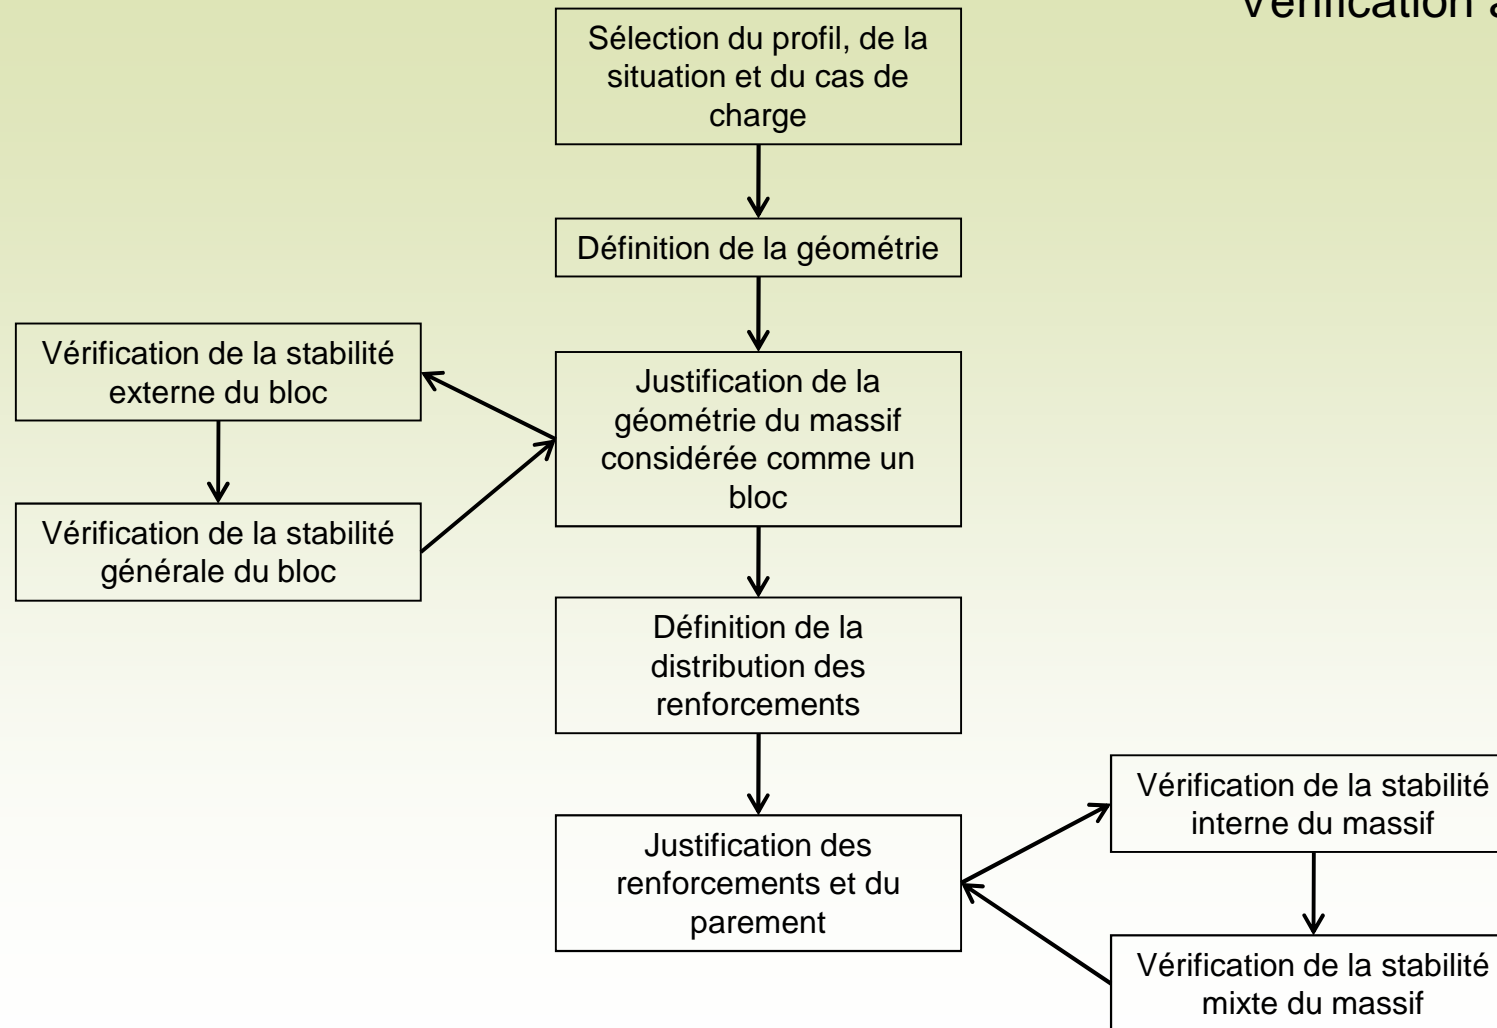 Vérification
Sélection du profil, de la
situation et du cas de
charge
Définition de la géométrie
Vérification de la stabilité
externe du bloc
Justification de la
géométrie du massif
considérée comme un
bloc
Vérification de la stabilité
générale du bloc
Définition de la
distribution des
renforcements
Justification des
renforcements et du
parement
Vérification de la stabilité
interne du massif
Vérification de la stabilité
mixte du massif